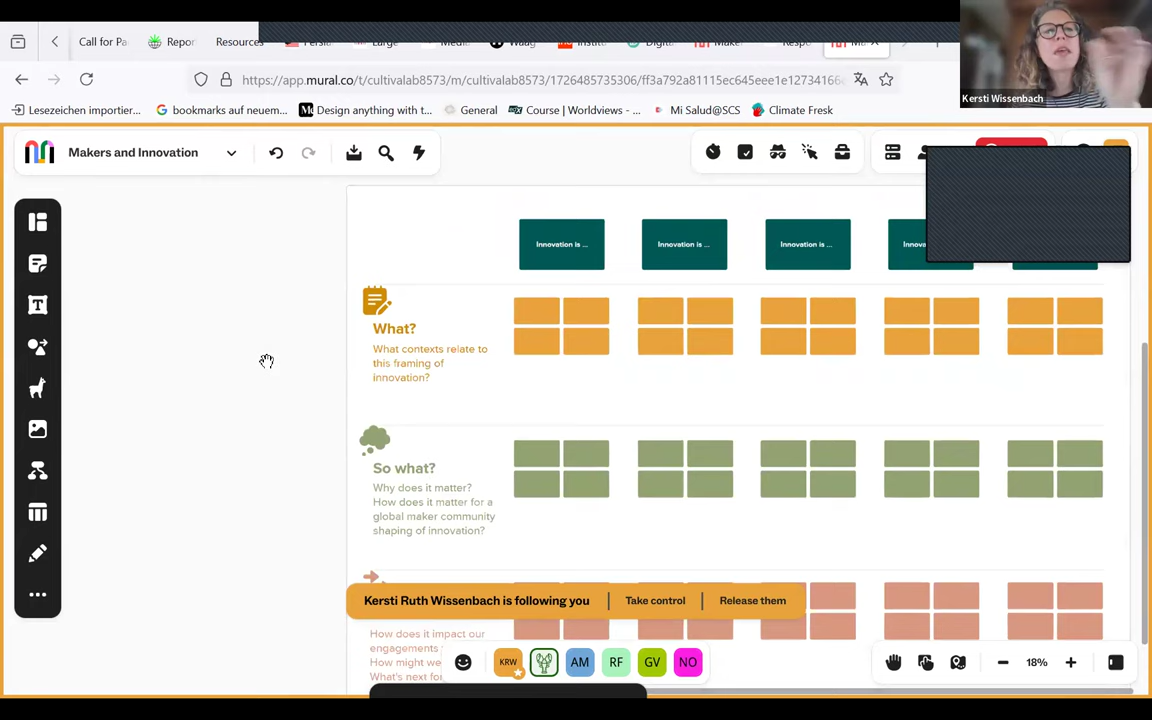 Call for Pa
Repor
Resources
https://app.mural.co/t/cultivalab8573/m/cultivalab8573/1726485735306/ff3a792a81115ec645eee1e12734166
Lesezeichen importier...
bookmarks auf neuem...
Design anything with t...
General
Course | Worldviews - ...
Mi Salud@SCS
Climate Fresk
Kersti Wissenbach
Makers and Innovation
Innovation is ...
Innovation is ...
Innovation is ...
Innova
What?
What contexts relate to
this framing of
innovation?
So what?
Why does it matter?
How does it matter for a
global maker community
shaping of innovation?
Kersti Ruth Wissenbach is following you
Take control
Release them
How does it impact our
engagements
How might we
What's next for
KRW
AM
RF
GV
NO
18%